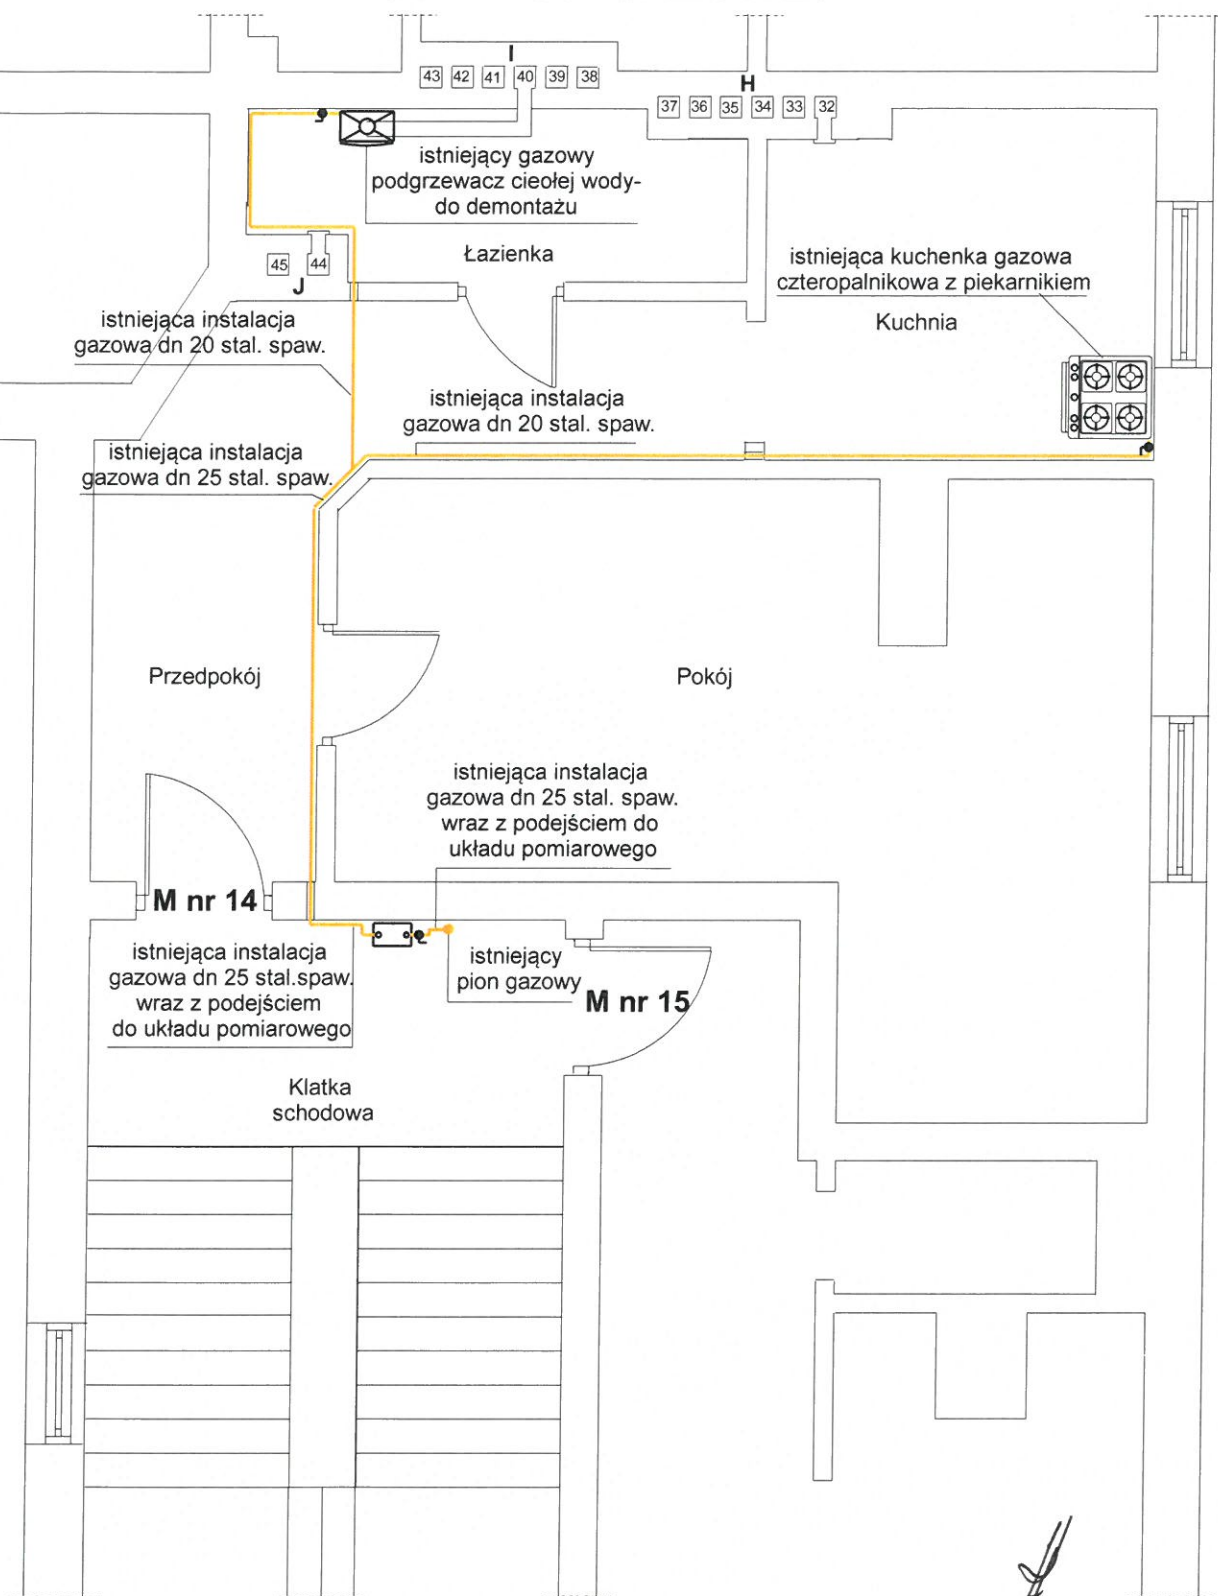 I
43 42 41 40 39 38
H
37 36 35 34 33 32
istniejący gazowy
podgrzewacz cieołej wody-
do demontażu
Łazienka
45 44
J
istniejąca kuchenka gazowa
czteropalnikowa z piekarnikiem
Kuchnia
istniejąca instalacja
gazowa dn 20 stal. spaw.
istniejąca instalacja
gazowa dn 20 stal. spaw.
istniejąca instalacja
gazowa dn 25 stal. spaw.
Przedpokój
Pokój
istniejąca instalacja
gazowa dn 25 stal. spaw.
wraz z podejściem do
układu pomiarowego
M nr 14
istniejąca instalacja
gazowa dn 25 stal.spaw.
wraz z podejściem
do układu pomiarowego
istniejący
pion gazowy
M nr 15
Klatka
schodowa